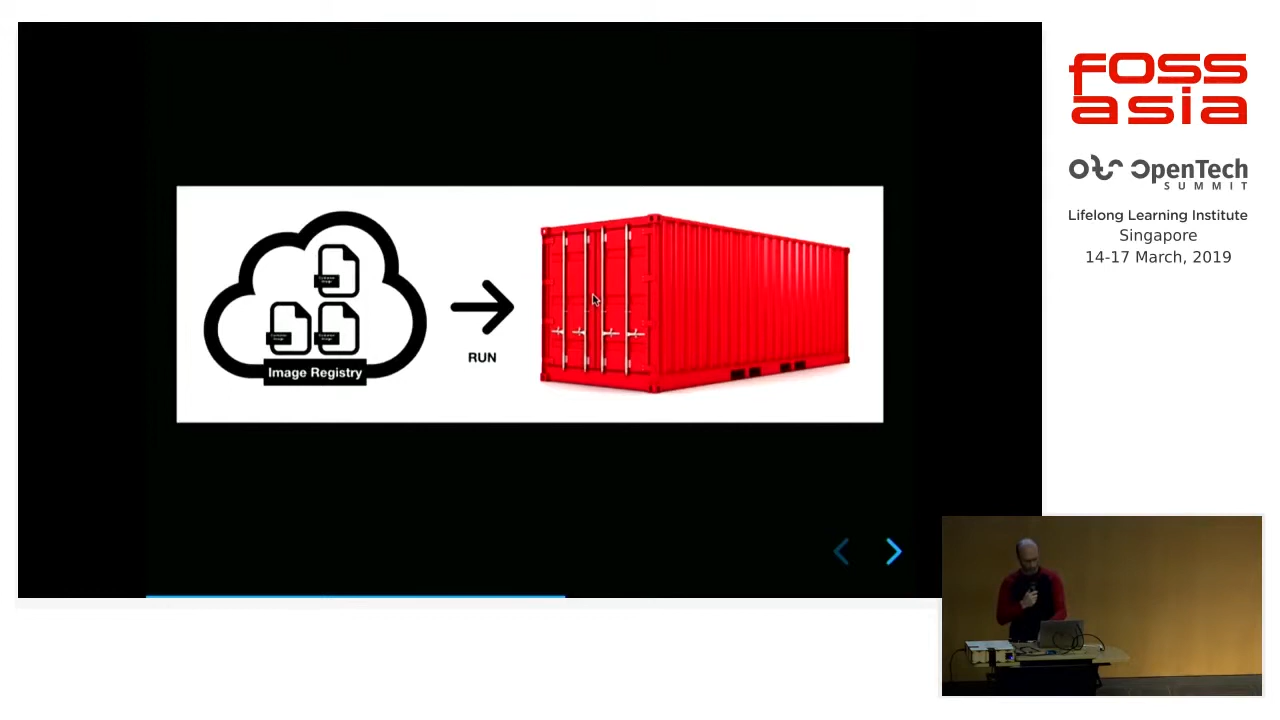 Image Registry
RUN
fOSS
asia
OpenTech
SUMMIT
Lifelong Learning Institute
Singapore
14-17 March, 2019